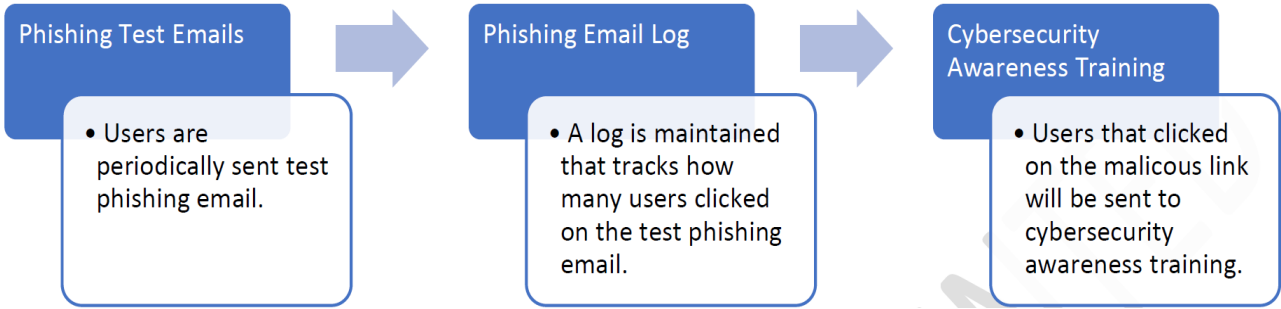 Phishing Test Emails
• Users are
periodically sent test
phishing email.
Phishing Email Log
• A log is maintained
that tracks how
many users clicked
on the test phishing
email.
Cybersecurity
Awareness Training
• Users that clicked
on the malicous link
will be sent to
cybersecurity
awareness training.